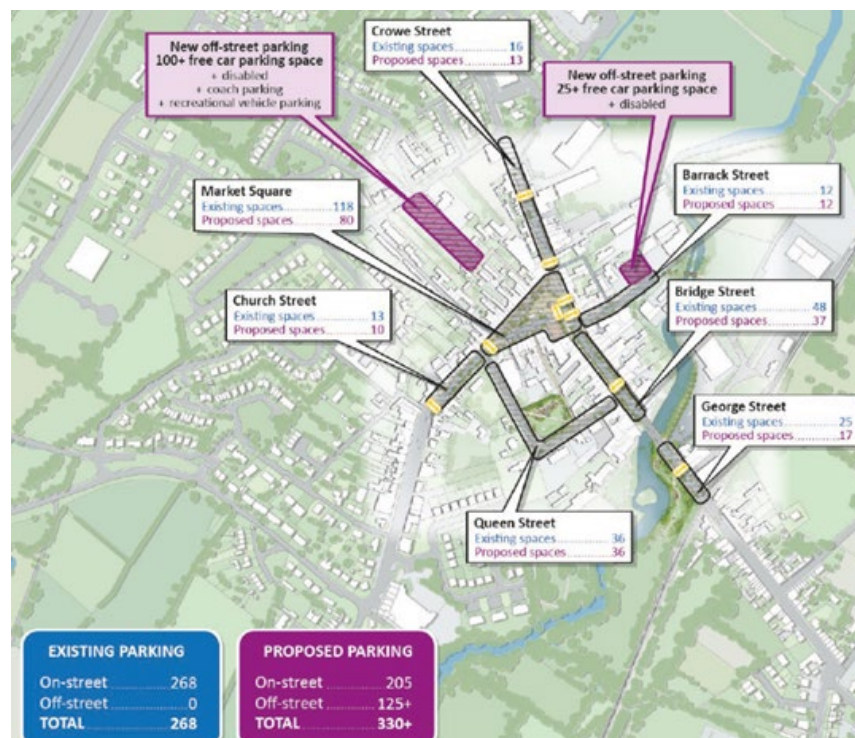 Crowe Street
Existing spaces 16
Proposed spaces 13
New off-street parking
100+ free car parking space
+ disabled
+ coach parking
+ recreational vehicle parking
New off-street parking
25+ free car parking space
+ disabled
Market Square
Existing spaces 118
Proposed spaces 80
Barrack Street
Existing spaces 12
Proposed spaces 12
Church Street
Existing spaces 13
Proposed spaces 10
Bridge Street
Existing spaces 48
Proposed spaces 37
George Street
Existing spaces 25
Proposed spaces 17
Queen Street
Existing spaces 36
Proposed spaces 36
EXISTING PARKING
On-street 268
Off-street 0
TOTAL 268
PROPOSED PARKING
On-street 205
Off-street 125+
TOTAL 330+